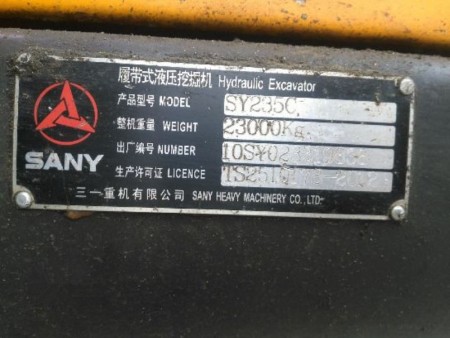 履带式液压挖掘机 Hydraulic Excavator
产品型号 MODEL SY235C
整机重量 WEIGHT 23000Kg
出厂编号 NUMBER
生产许可证 LICENCE
SANY
三一重机有限公司 SANY HEAVY MACHINERY CO., LTD.